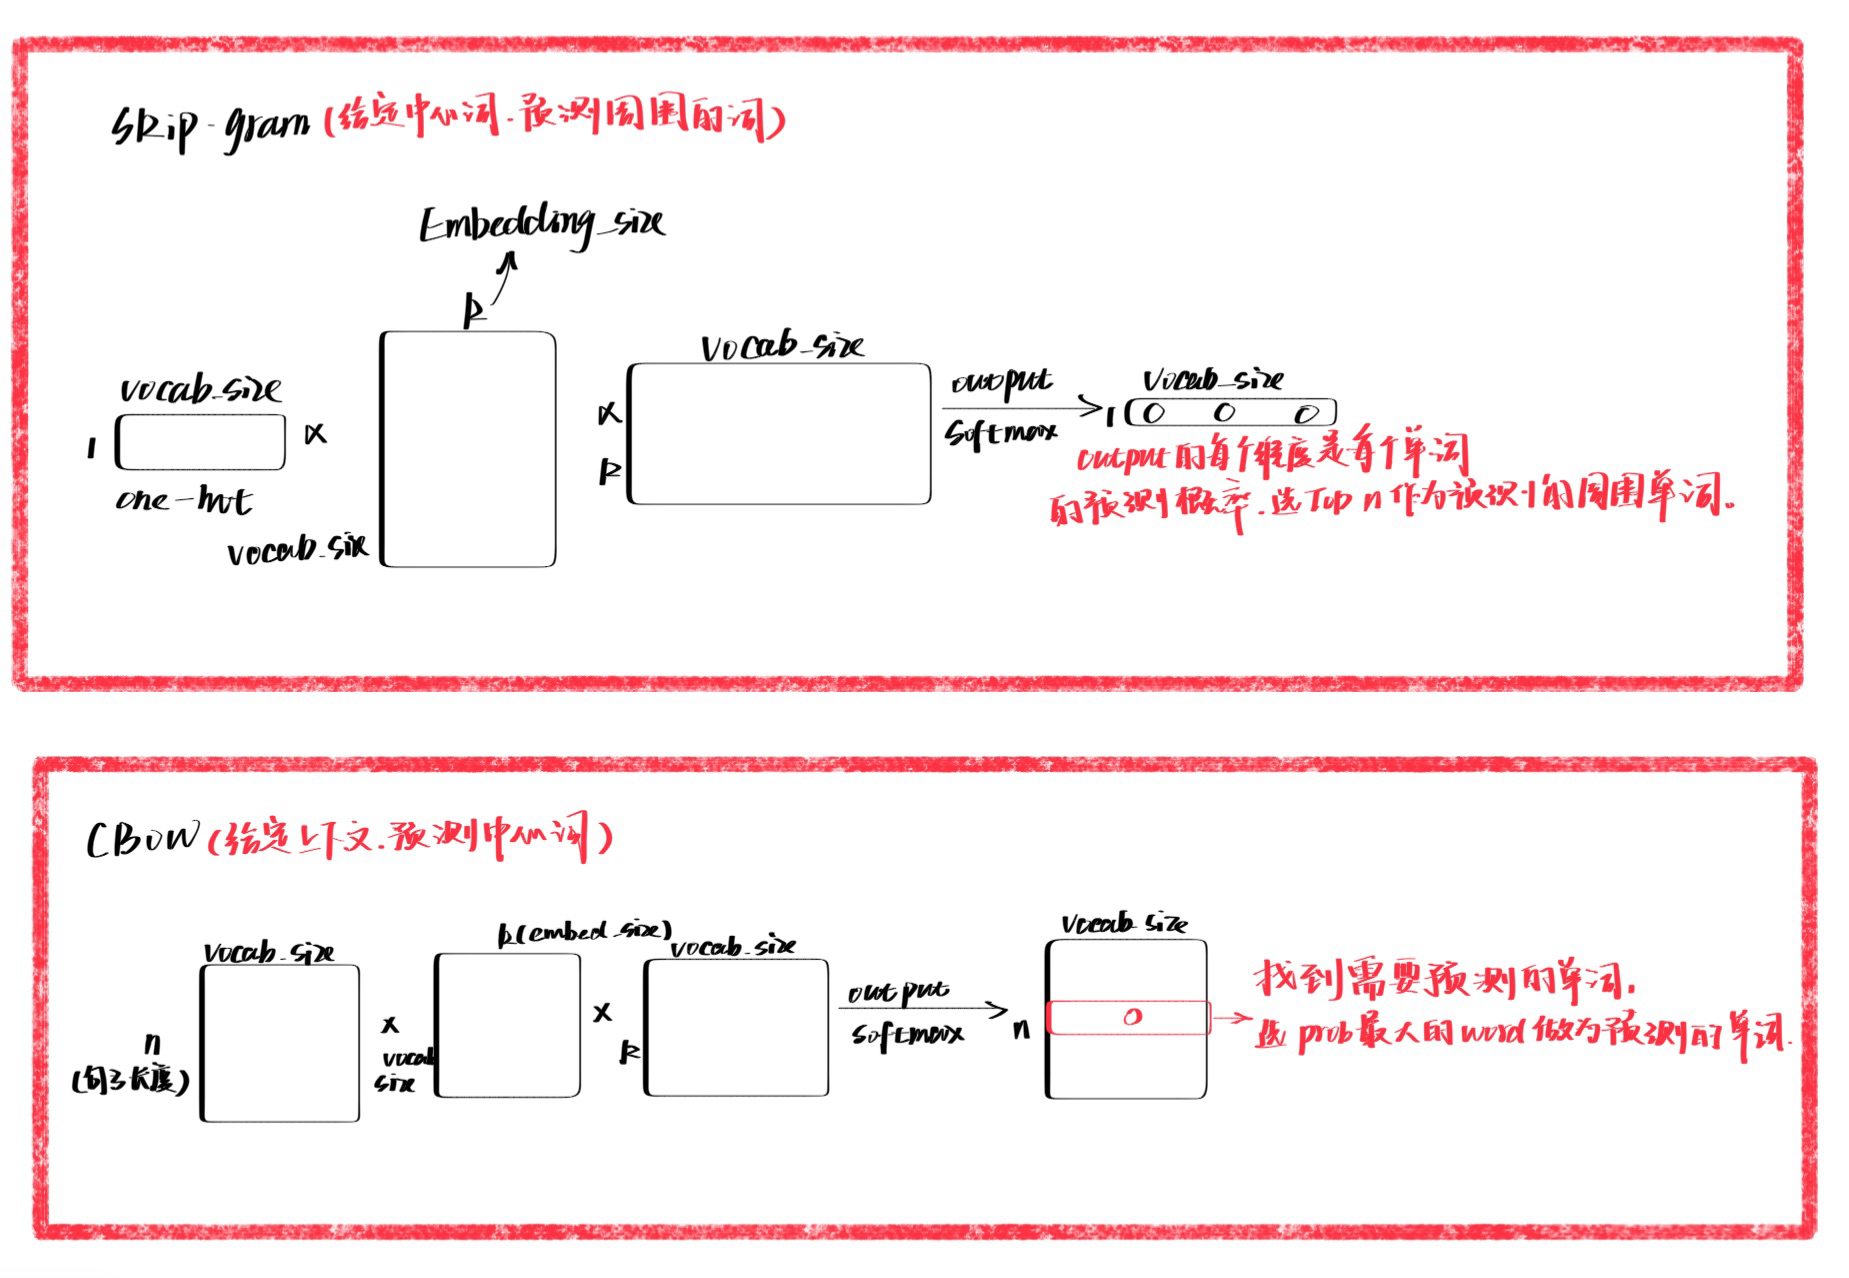 skip-gram (给定中心词.预测周围的词)
Embedding_size
k
vocab_size
vocab_size
1
x
one-hot
vocab_size
x
k
output
softmax
vocab_size
1 0 0 0
output的每个维度是每个单词
的预测概率.选Top n作为预测的周围单词。
CBOW (给定上下文.预测中心词)
vocab_size
n
(句子长度)
x
vocab
size
k(embed_size)
x
vocab_size
k
output
softmax
vocab size
n
0
找到需要预测的单词,
选prob最大的word做为预测的单词.